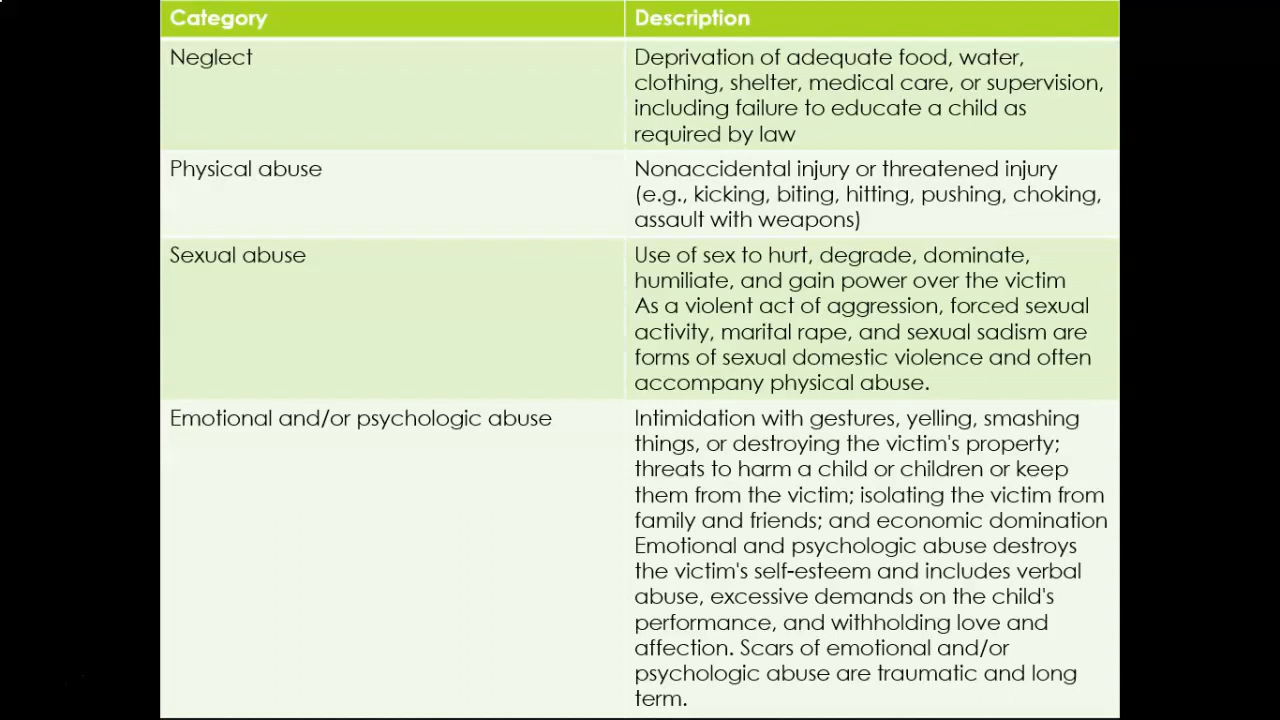 Category
Description
Neglect
Deprivation of adequate food, water,
clothing, shelter, medical care, or supervision,
including failure to educate a child as
required by law
Physical abuse
Nonaccidental injury or threatened injury
(e.g., kicking, biting, hitting, pushing, choking,
assault with weapons)
Sexual abuse
Use of sex to hurt, degrade, dominate,
humiliate, and gain power over the victim
As a violent act of aggression, forced sexual
activity, marital rape, and sexual sadism are
forms of sexual domestic violence and often
accompany physical abuse.
Emotional and/or psychologic abuse
Intimidation with gestures, yelling, smashing
things, or destroying the victim's property;
threats to harm a child or children or keep
them from the victim; isolating the victim from
family and friends; and economic domination
Emotional and psychologic abuse destroys
the victim's self-esteem and includes verbal
abuse, excessive demands on the child's
performance, and withholding love and
affection. Scars of emotional and/or
psychologic abuse are traumatic and long
term.